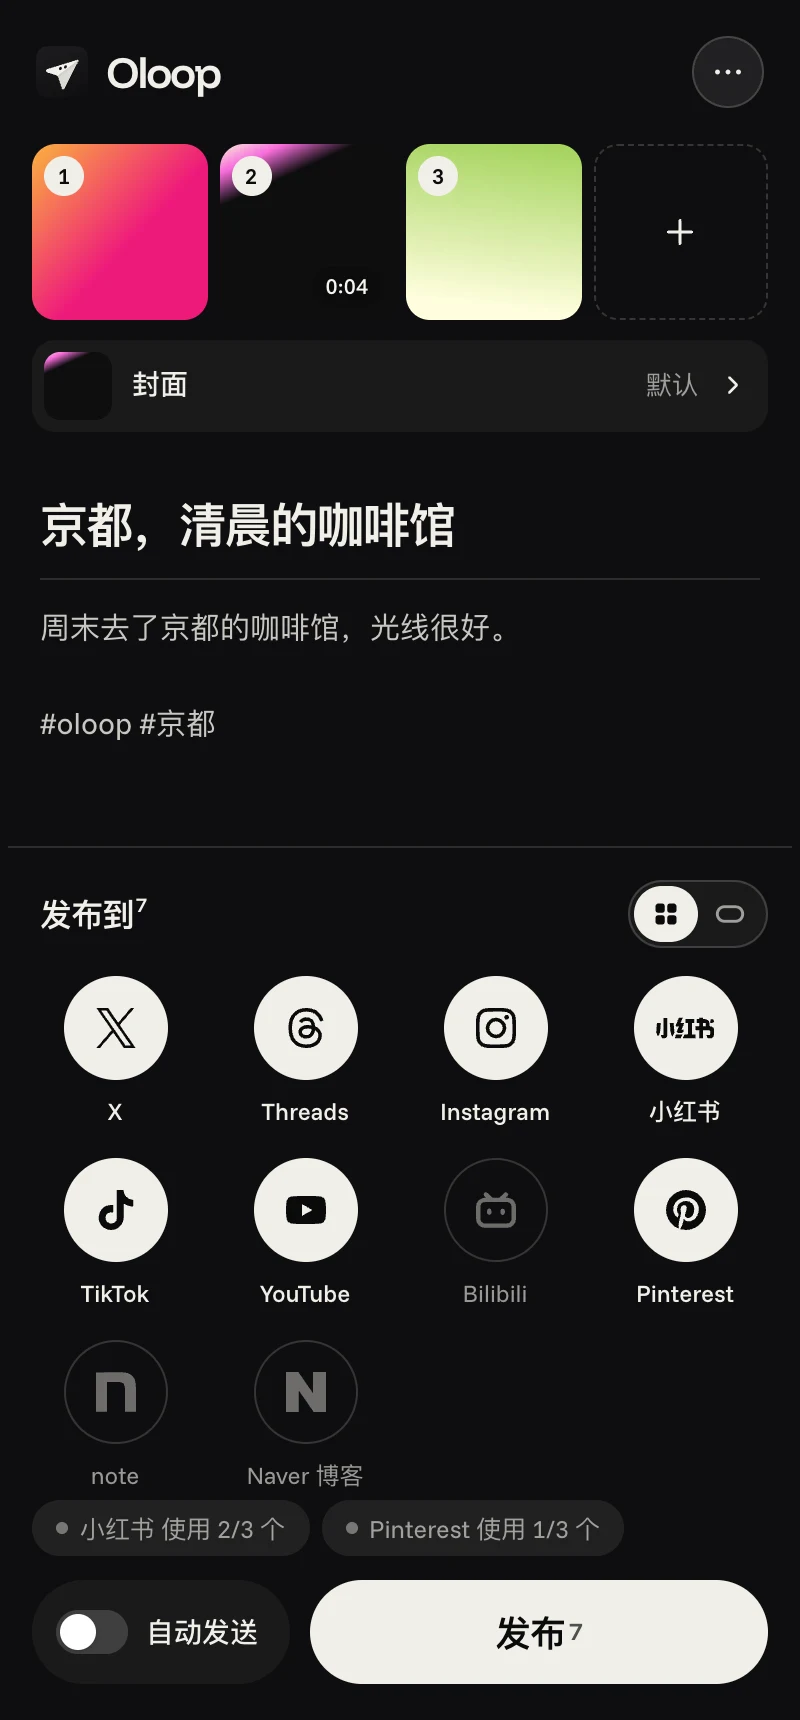 Oloop
1
2
3
0:04
封面
默认
京都，清晨的咖啡馆
周末去了京都的咖啡馆，光线很好。
#oloop #京都
发布到7
小红书
X
Threads
Instagram
小红书
TikTok
YouTube
Bilibili
Pinterest
note
Naver 博客
小红书 使用 2/3 个
Pinterest 使用 1/3 个
自动发送
发布7